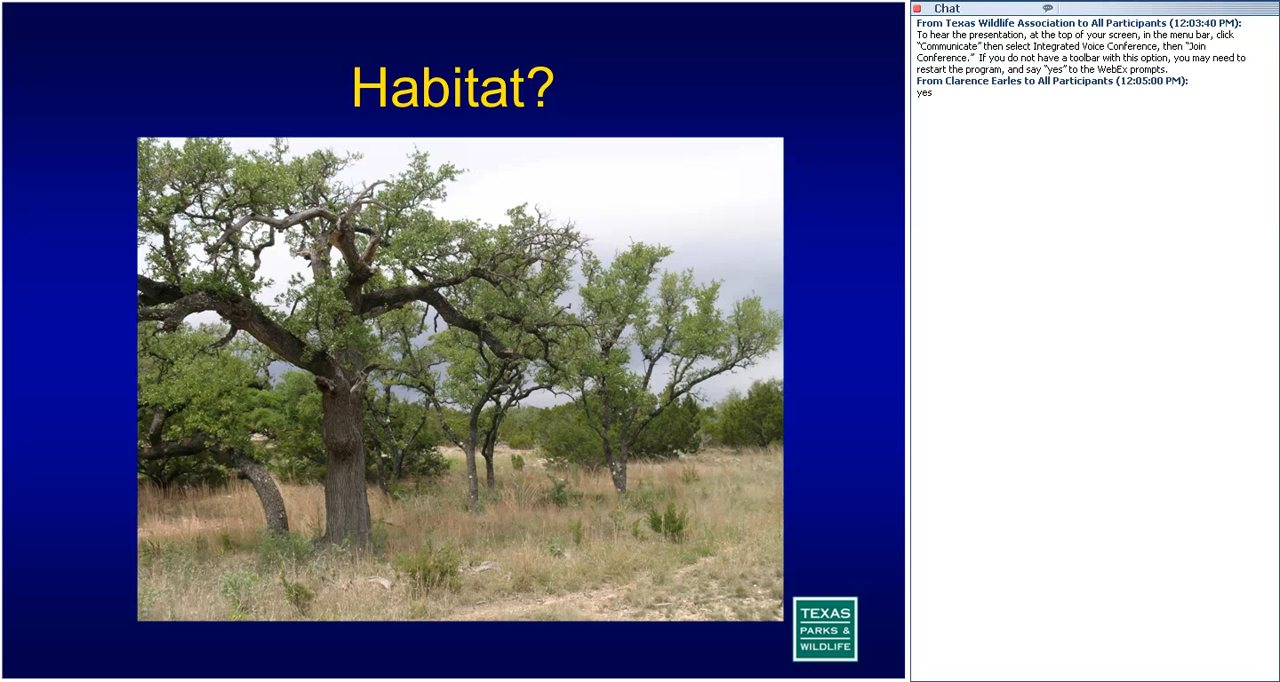 Habitat?
TEXAS
PARKS &
WILDLIFE
Chat
From Texas Wildlife Association to All Participants (12:03:40 PM):
To hear the presentation, at the top of your screen, in the menu bar, click
"Communicate" then select Integrated Voice Conference, then "Join
Conference." If you do not have a toolbar with this option, you may need to
restart the program, and say "yes" to the WebEx prompts.
From Clarence Earles to All Participants (12:05:00 PM):
yes